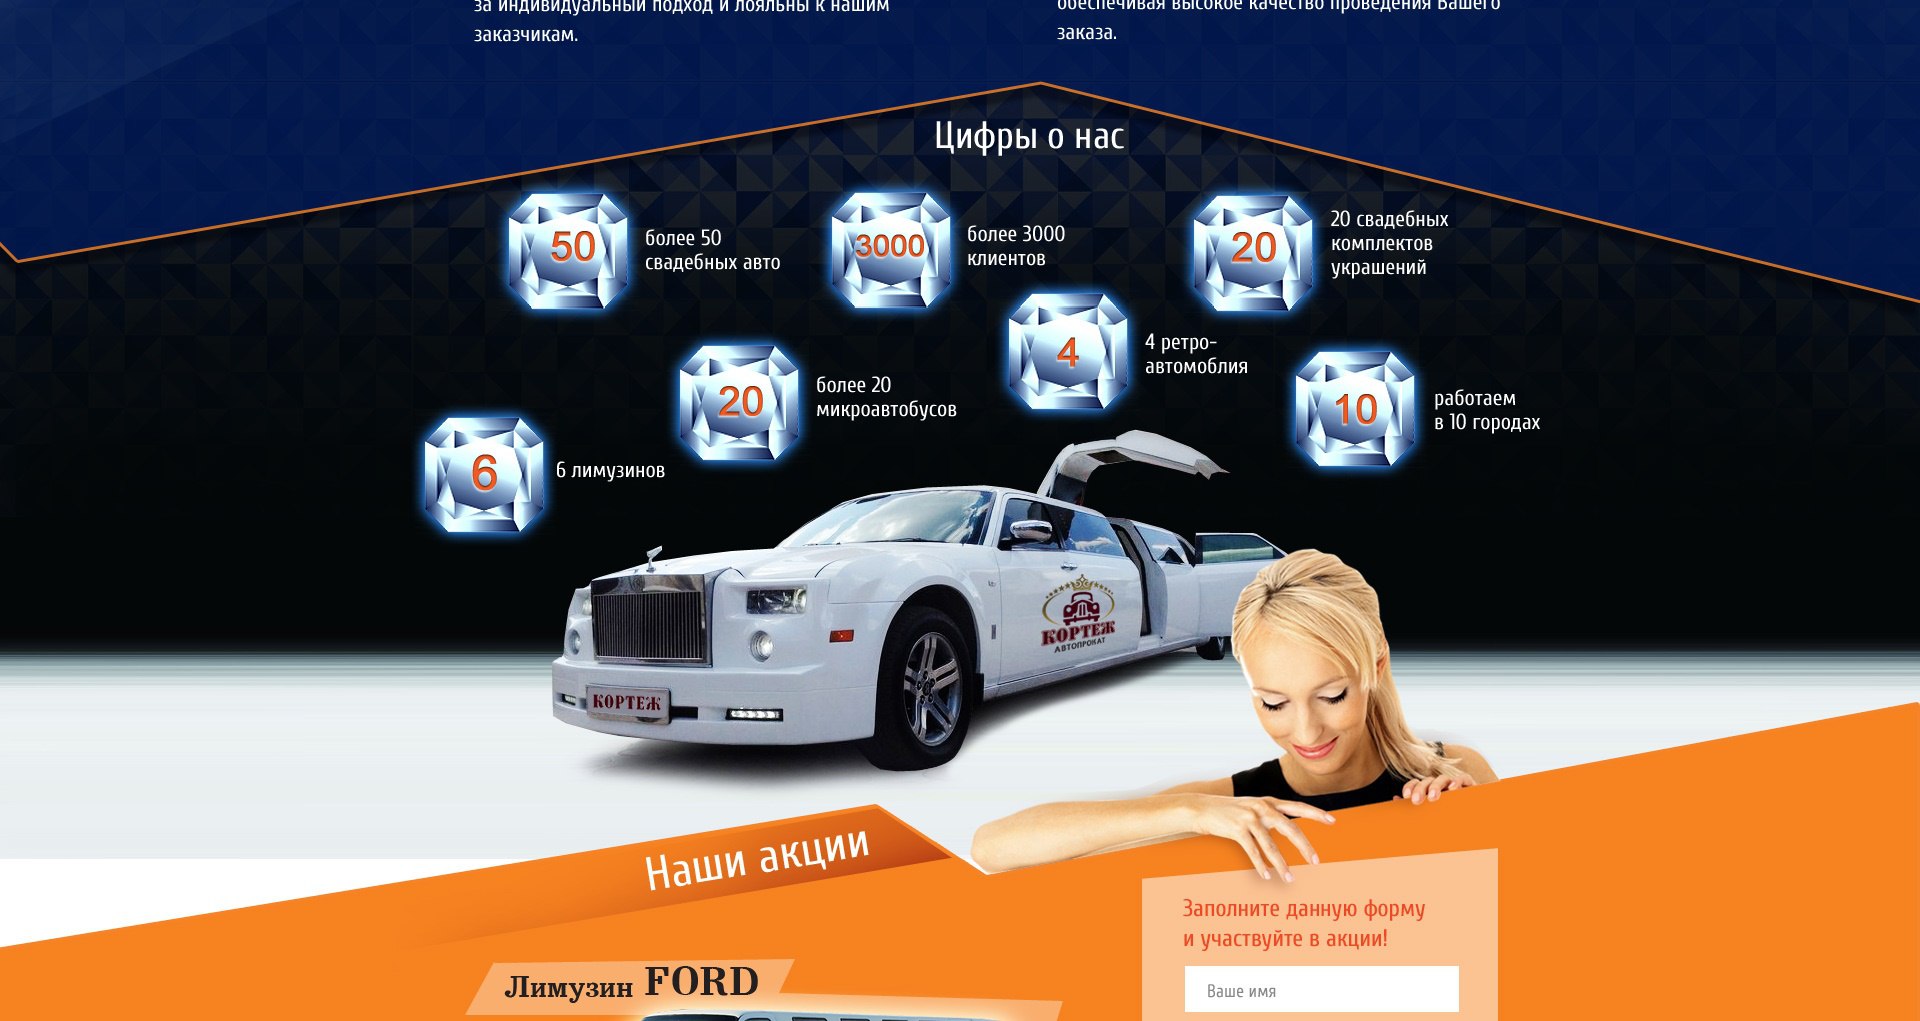 за индивидуальный подход и лояльны к нашим
заказчикам.
обеспечивая высокое качество проведения Вашего
заказа.
Цифры о нас
50
более 50
свадебных авто
3000
более 3000
клиентов
20
20 свадебных
комплектов
украшений
4
4 ретро-
автомоблия
20
более 20
микроавтобусов
10
работаем
в 10 городах
6
6 лимузинов
КОРТЕЖ
АВТОПРОКАТ
КОРТЕЖ
Наши акции
Заполните данную форму
и участвуйте в акции!
Ваше имя
Лимузин FORD